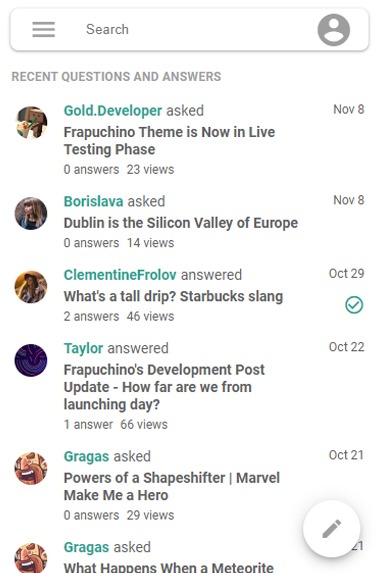 Search
RECENT QUESTIONS AND ANSWERS
Gold.Developer asked
Nov 8
Frapuchino Theme is Now in Live
Testing Phase
0 answers 23 views
Borislava asked
Nov 8
Dublin is the Silicon Valley of Europe
0 answers 14 views
ClementineFrolov answered
Oct 29
What's a tall drip? Starbucks slang
2 answers 46 views
Taylor answered
Oct 22
Frapuchino's Development Post
Update - How far are we from
launching day?
1 answer 66 views
Gragas asked
Oct 21
Powers of a Shapeshifter | Marvel
Make Me a Hero
0 answers 29 views
Gragas asked
21
What Happens When a Meteorite